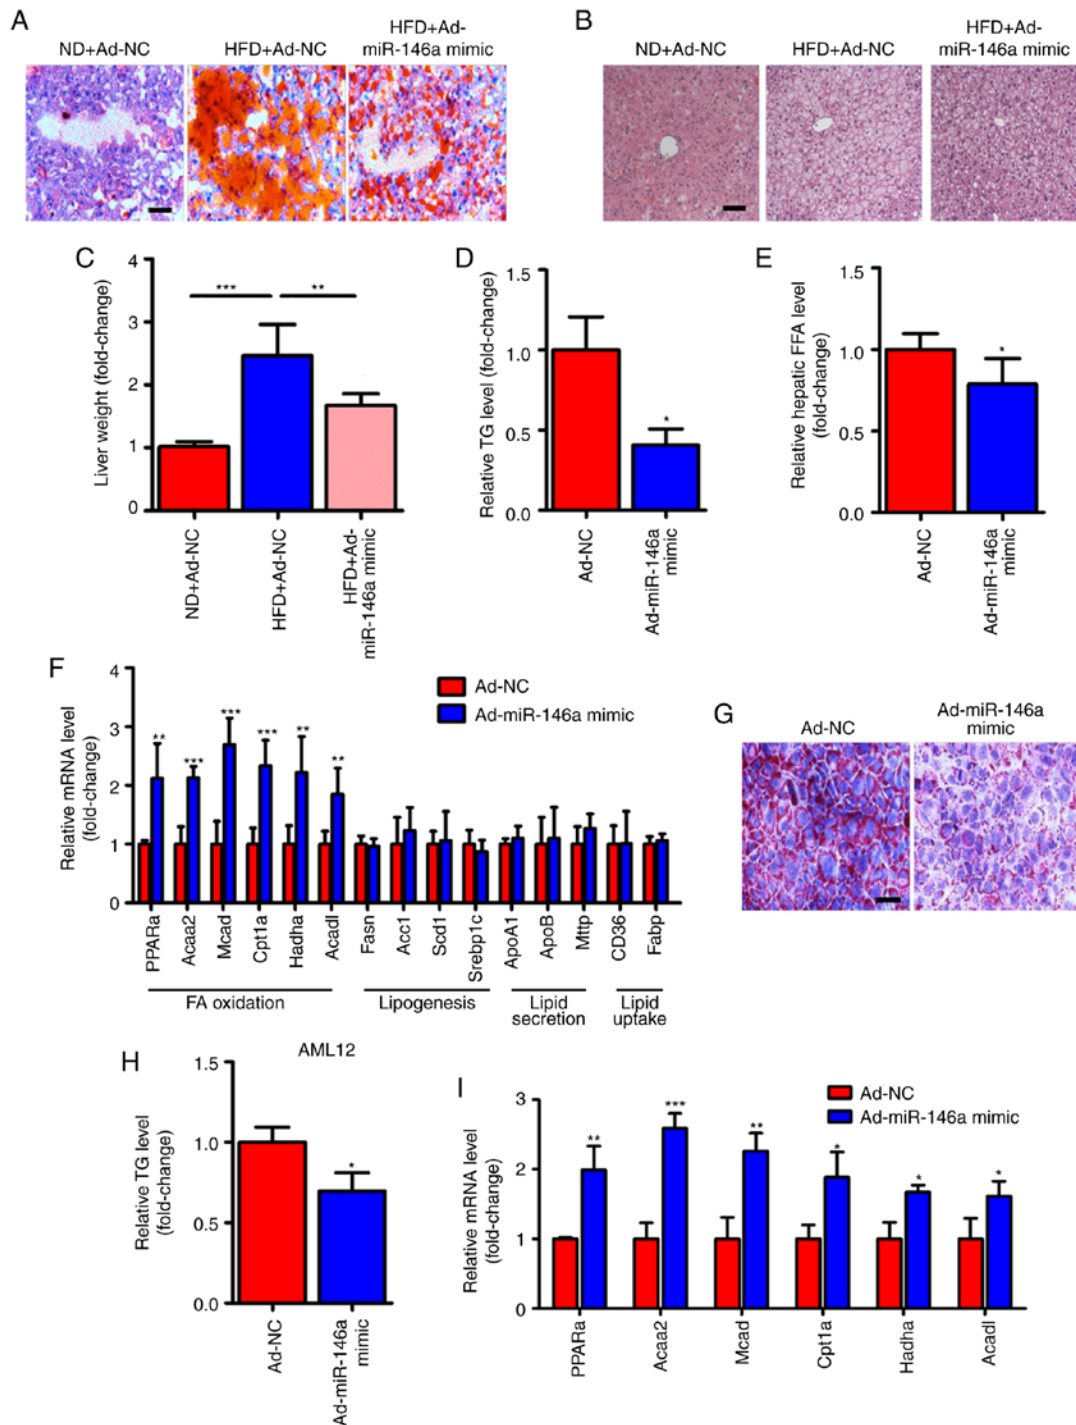 A
ND+Ad-NC
HFD+Ad-NC
HFD+Ad-
miR-146a mimic
B
ND+Ad-NC
HFD+Ad-NC
HFD+Ad-
miR-146a mimic
C
Liver weight (fold-change)
4
3
2
1
0
***
**
ND+Ad-NC
HFD+Ad-NC
HFD+Ad-
miR-146a mimic
D
Relative TG level (fold-change)
1.5
1.0
0.5
0.0
*
Ad-NC
Ad-miR-146a
mimic
E
Relative hepatic FFA level
(fold-change)
1.5
1.0
0.5
0.0
*
Ad-NC
Ad-miR-146a
mimic
F
Relative mRNA level
(fold-change)
4
3
2
1
0
Ad-NC
Ad-miR-146a mimic
**
***
***
***
**
**
PPARa
Acaa2
Mcad
Cpt1a
Hadha
Acadl
Fasn
Acc1
Scd1
Srebp1c
ApoA1
ApoB
Mttp
CD36
Fabp
FA oxidation
Lipogenesis
Lipid
secretion
Lipid
uptake
G
Ad-NC
Ad-miR-146a
mimic
H
AML12
Relative TG level
(fold-change)
1.5
1.0
0.5
0.0
*
Ad-NC
Ad-miR-146a
mimic
I
Relative mRNA level
(fold-change)
3
2
1
0
Ad-NC
Ad-miR-146a mimic
**
***
**
*
*
*
PPARa
Acaa2
Mcad
Cpt1a
Hadha
Acadl